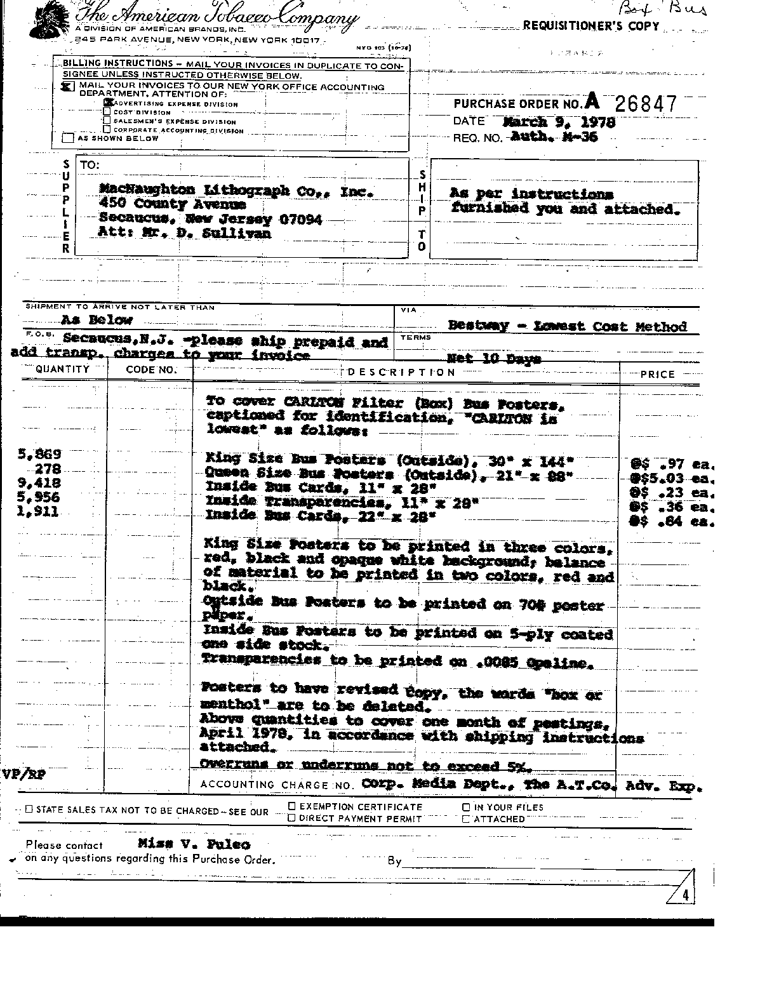 Box Bus
The American Tobacco Company
REQUISITIONER'S COPY
A DIVISION OF AMERICAN BRANDS, INC.
245 PARK AVENUE, NEW YORK, NEW YORK 10017
BILLING INSTRUCTIONS – MAIL YOUR INVOICES IN DUPLICATE TO CON-
SIGNEE UNLESS INSTRUCTED OTHERWISE BELOW.
MAIL YOUR INVOICES TO OUR NEW YORK OFFICE ACCOUNTING
DEPARTMENT, ATTENTION OF:
ADVERTISING EXPENSE DIVISION
COST DIVISION
SALESMEN'S EXPENSE DIVISION
CORPORATE ACCOUNTING DIVISION
AS SHOWN BELOW
PURCHASE ORDER NO. A 26847
DATE March 9, 1978
REQ. NO. Auth. M-36
SUPPLIER
TO:
MacNaughton Lithograph Co., Inc.
450 County Avenue
Secaucus, New Jersey 07094
Att: Mr. D. Sullivan
SHIP TO
As per instructions
furnished you and attached.
SHIPMENT TO ARRIVE NOT LATER THAN
As Below
VIA
Bestway - Lowest Cost Method
F.O.B. Secaucus,N.J. -please ship prepaid and
add transp. charges to your invoice
TERMS
Net 10 Days
QUANTITY CODE NO. DESCRIPTION PRICE
To cover CARLTON Filter (Box) Bus Posters,
captioned for identification, "CARLTON is
lowest" as follows:
5,869 King Size Bus Posters (Outside), 30" x 144" @$ .97 ea.
278 Queen Size Bus Posters (Outside), 21" x 88" @$5.03 ea.
9,418 Inside Bus Cards, 11" x 28" @$ .23 ea.
5,956 Inside Transparencies, 11" x 28" @$ .36 ea.
1,911 Inside Bus Cards, 22" x 28" @$ .84 ea.
King Size Posters to be printed in three colors,
red, black and opaque white background; balance
of material to be printed in two colors, red and
black.
Outside Bus Posters to be printed on 70# poster
paper.
Inside Bus Posters to be printed on 5-ply coated
one side stock.
Transparencies to be printed on .0085 Opaline.
Posters to have revised copy, the words "box or
menthol" are to be deleted.
Above quantities to cover one month of postings,
April 1978, in accordance with shipping instructions
attached.
Overruns or underruns not to exceed 5%.
VP/RP
ACCOUNTING CHARGE NO. Corp. Media Dept., The A.T.Co. Adv. Exp.
STATE SALES TAX NOT TO BE CHARGED – SEE OUR
EXEMPTION CERTIFICATE
DIRECT PAYMENT PERMIT
IN YOUR FILES
ATTACHED
Please contact Miss V. Puleo
on any questions regarding this Purchase Order.
By
4